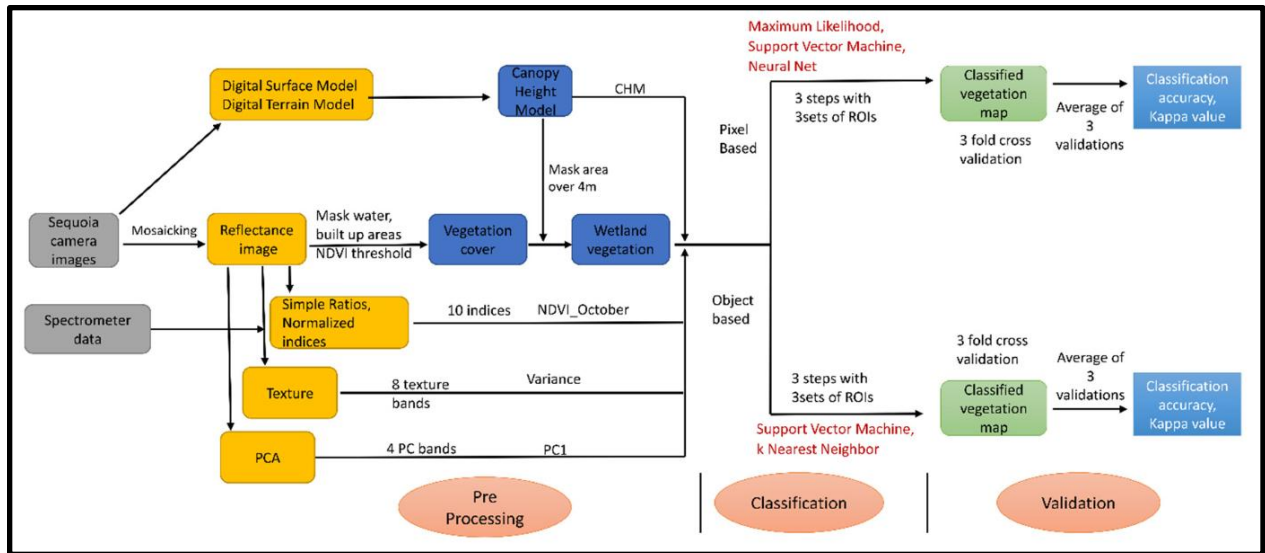 Maximum Likelihood,
Support Vector Machine,
Neural Net
Digital Surface Model
Digital Terrain Model
Canopy
Height
Model
CHM
3 steps with
3sets of ROIs
Classified
vegetation
map
3 fold cross
validation
Average of
3
validations
Classification
accuracy,
Kappa value
Pixel
Based
Mask area
over 4m
Sequoia
camera
images
Mosaicking
Reflectance
image
Mask water,
built up areas
NDVI threshold
Vegetation
cover
Wetland
vegetation
Spectrometer
data
Simple Ratios,
Normalized
indices
10 indices
NDVI_October
Object
based
Texture
8 texture
bands
Variance
PCA
4 PC bands
PC1
3 steps with
3sets of ROIs
Support Vector Machine,
k Nearest Neighbor
3 fold cross
validation
Classified
vegetation
map
Average of
3
validations
Classification
accuracy,
Kappa value
Pre
Processing
Classification
Validation